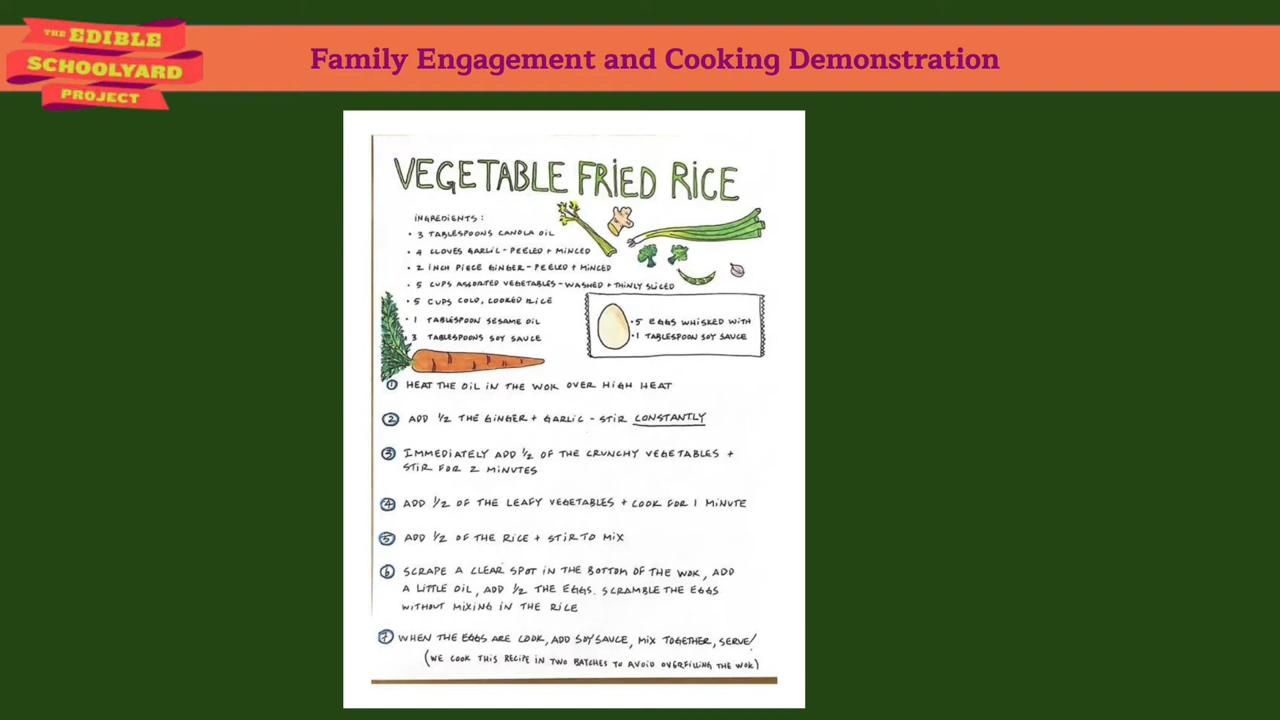 THE EDIBLE
SCHOOLYARD
PROJECT
Family Engagement and Cooking Demonstration
VEGETABLE FRIED RICE
INGREDIENTS:
• 3 TABLESPOONS CANOLA OIL
• 4 CLOVES GARLIC - PEELED + MINCED
• 2 INCH PIECE GINGER - PEELED + MINCED
• 5 CUPS ASSORTED VEGETABLES - WASHED + THINLY SLICED
• 5 CUPS COLD, COOKED RICE
• 1 TABLESPOON SESAME OIL
3 TABLESPOONS SOY SAUCE
• 5 EGGS WHISKED WITH
• 1 TABLESPOON SOY SAUCE
1 HEAT THE OIL IN THE WOK OVER HIGH HEAT
2 ADD 1/2 THE GINGER + GARLIC - STIR CONSTANTLY
3 IMMEDIATELY ADD 1/2 OF THE CRUNCHY VEGETABLES +
STIR FOR 2 MINUTES
4 ADD 1/2 OF THE LEAFY VEGETABLES + COOK FOR 1 MINUTE
5 ADD 1/2 OF THE RICE + STIR TO MIX
6 SCRAPE A CLEAR SPOT IN THE BOTTOM OF THE WOK, ADD
A LITTLE OIL, ADD 1/2 THE EGGS. SCRAMBLE THE EGGS
WITHOUT MIXING IN THE RICE
7 WHEN THE EGGS ARE COOK, ADD SOY SAUCE, MIX TOGETHER, SERVE!
(WE COOK THIS RECIPE IN TWO BATCHES TO AVOID OVERFILLING THE WOK)